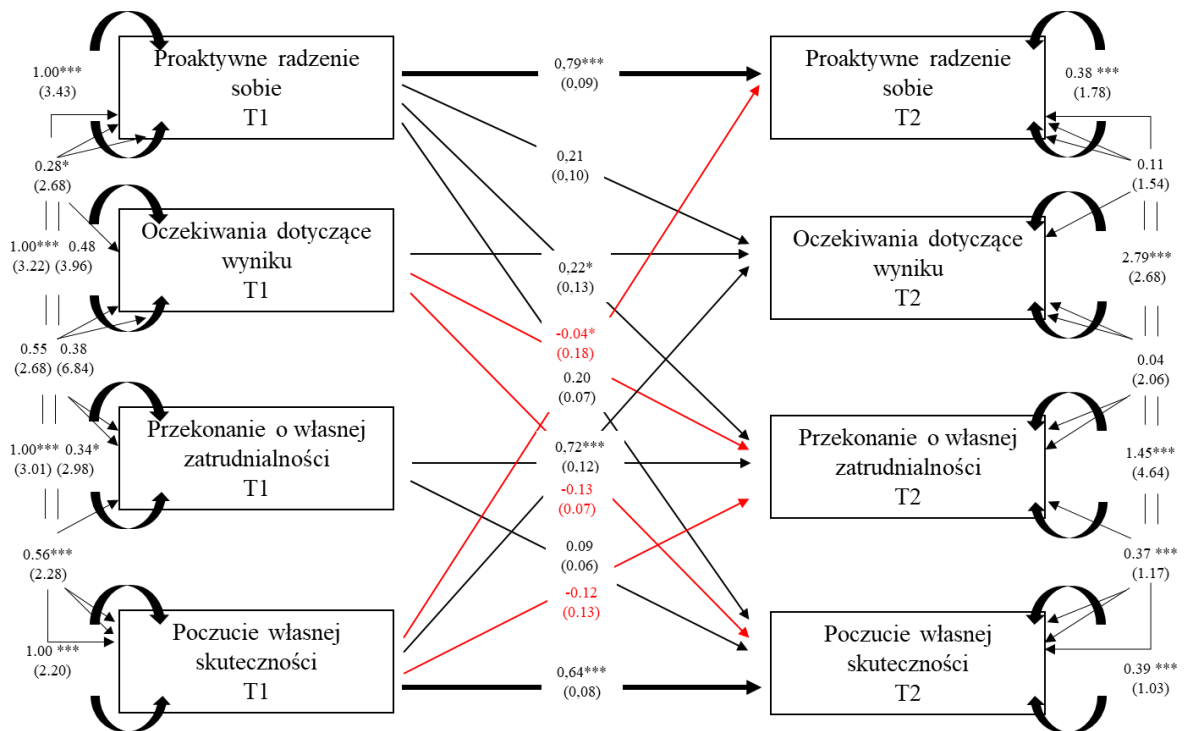 Proaktywne radzenie
sobie
T1
Oczekiwania dotyczące
wyniku
T1
Przekonanie o własnej
zatrudnialności
T1
Poczucie własnej
skuteczności
T1
1.00***
(3.43)
0.28*
(2.68)
1.00*** 0.48
(3.22) (3.96)
0.55 0.38
(2.68) (6.84)
1.00*** 0.34*
(3.01) (2.98)
0.56***
(2.28)
1.00 ***
(2.20)
0,79***
(0,09)
0,21
(0,10)
0,22*
(0,13)
-0.04*
(0.18)
0.20
(0.07)
0,72***
(0,12)
-0.13
(0.07)
0.09
(0.06)
-0.12
(0.13)
0,64***
(0,08)
Proaktywne radzenie
sobie
T2
Oczekiwania dotyczące
wyniku
T2
Przekonanie o własnej
zatrudnialności
T2
Poczucie własnej
skuteczności
T2
0.38 ***
(1.78)
0.11
(1.54)
2.79***
(2.68)
0.04
(2.06)
1.45***
(4.64)
0.37 ***
(1.17)
0.39 ***
(1.03)